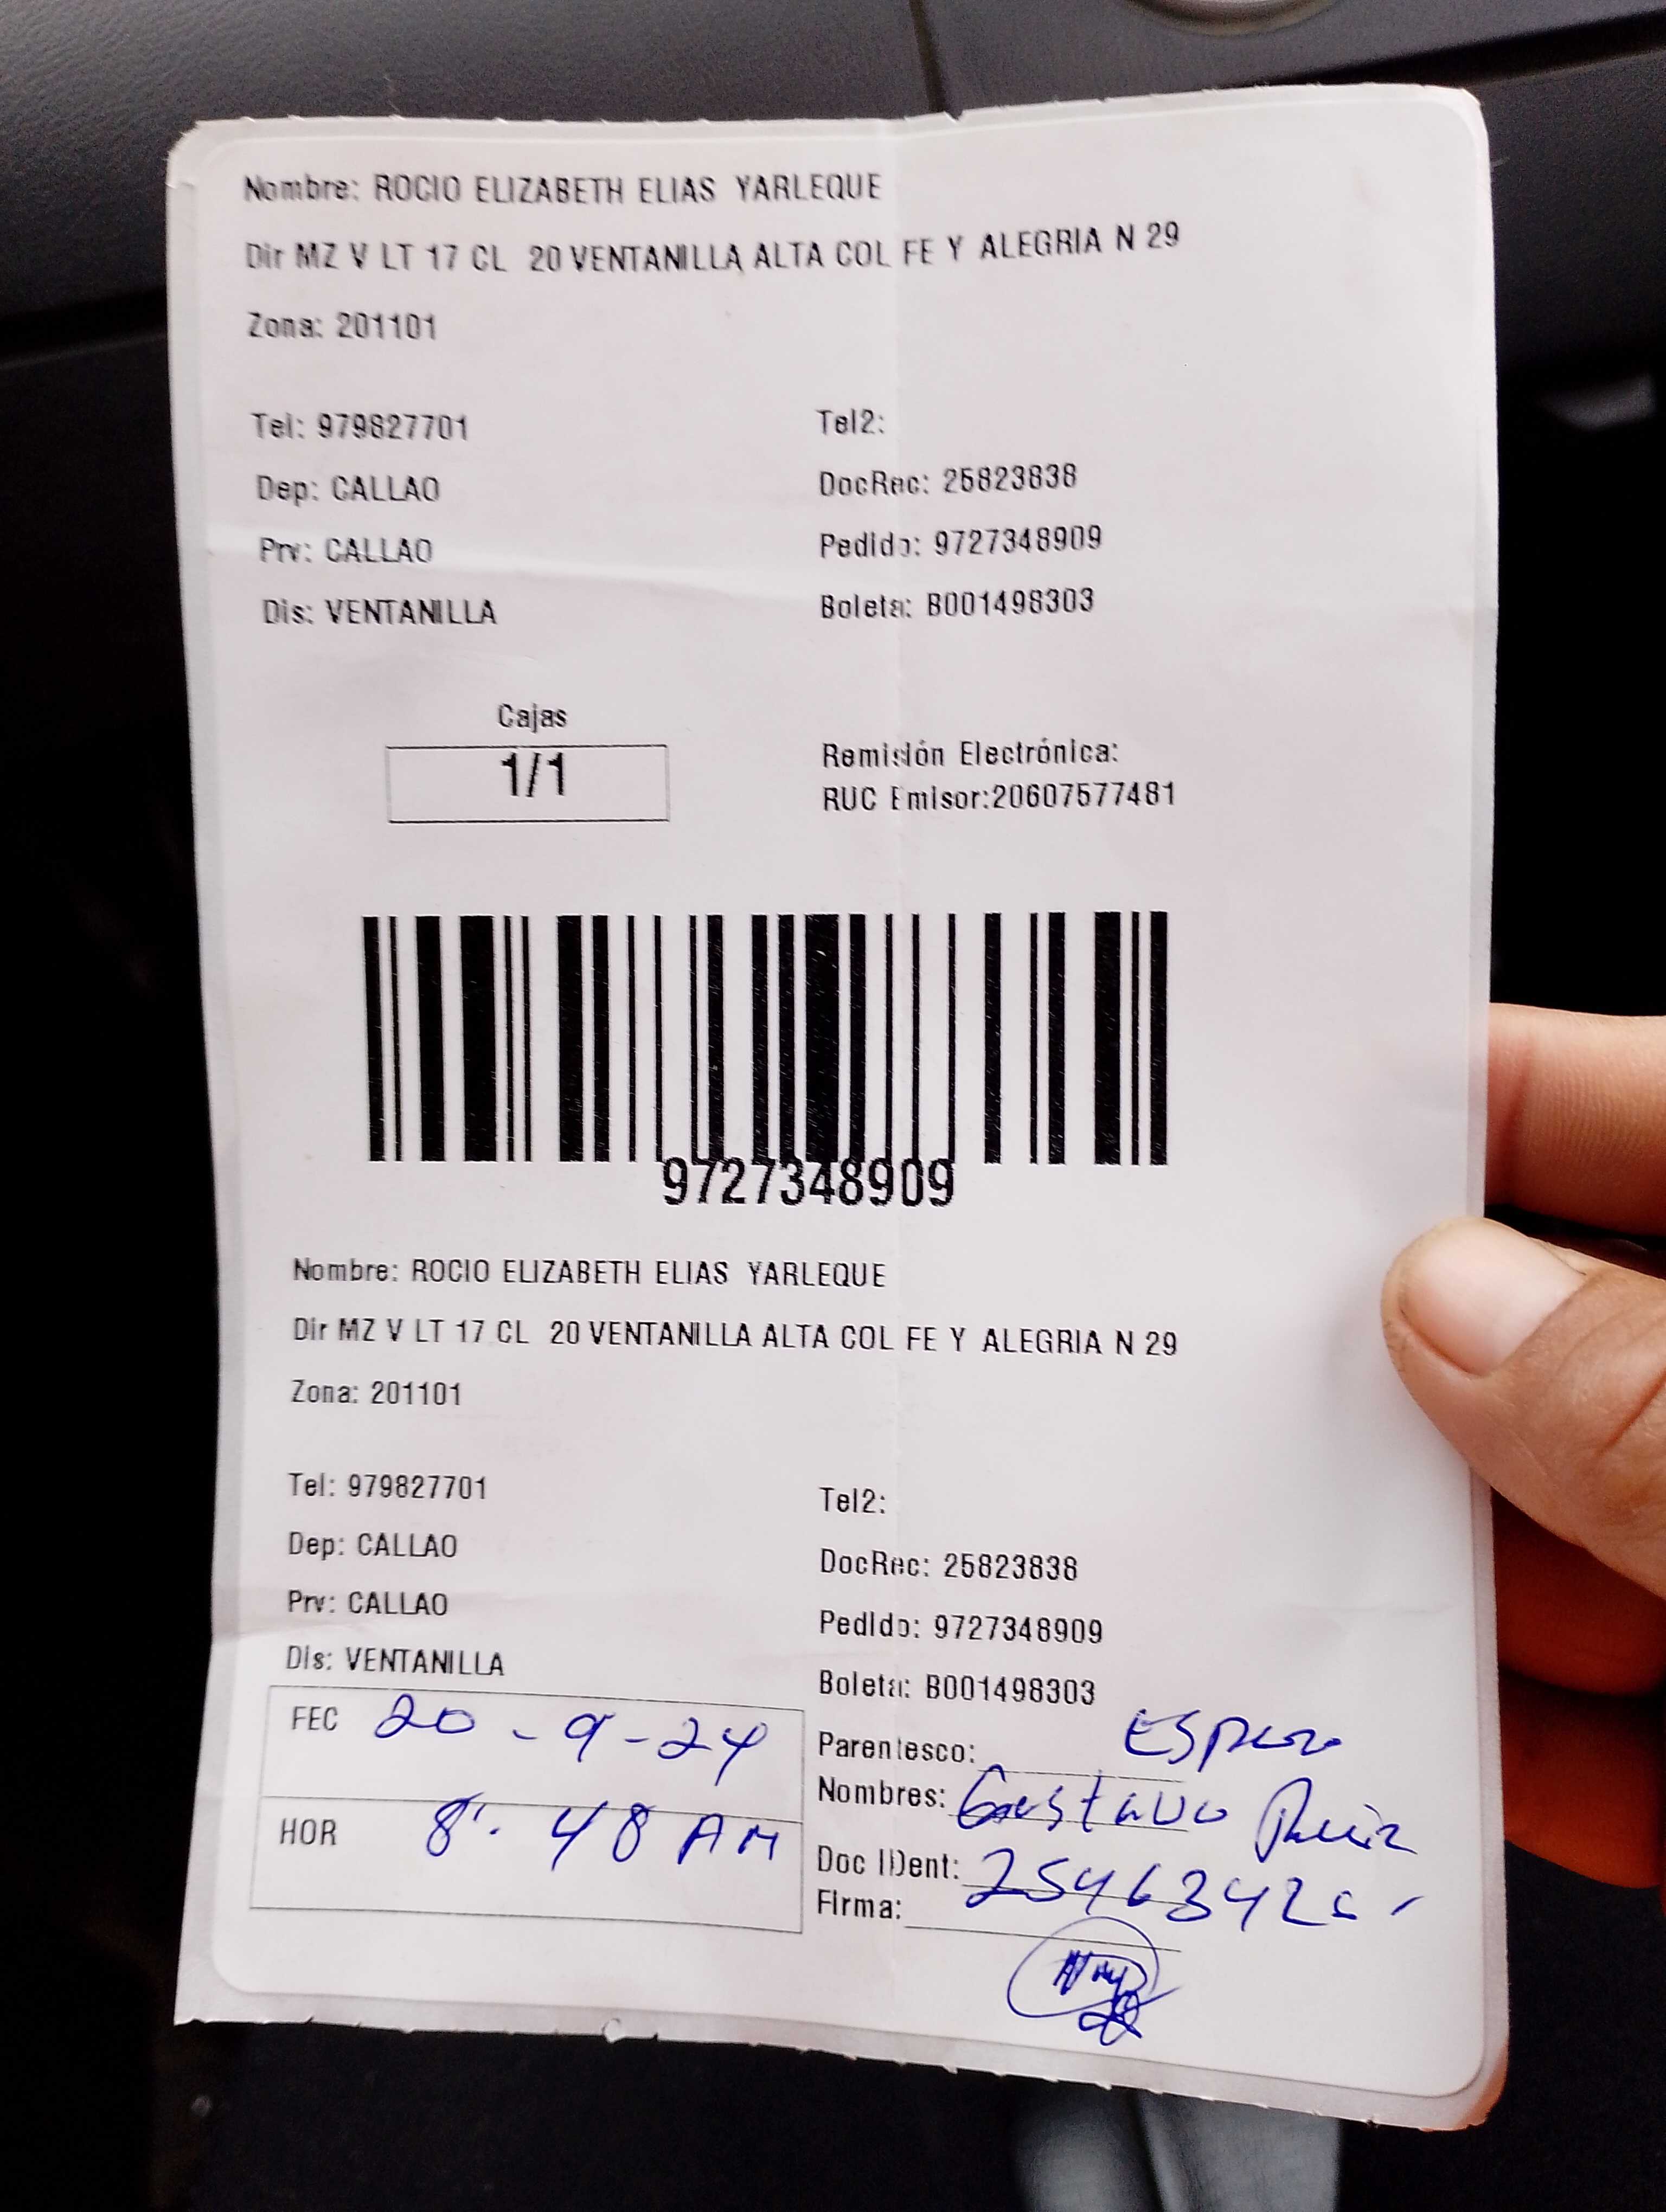 Nombre: ROCIO ELIZABETH ELIAS YARLEQUE
Dir MZ V LT 17 CL 20 VENTANILLA ALTA COL FE Y ALEGRIA N 29
Zona: 201101
Tel: 979827701 Tel2:
Dep: CALLAO DocRec: 25823838
Prv: CALLAO Pedido: 9727348909
Dis: VENTANILLA Boleta: B001498303
Cajas
1/1
Remisión Electrónica:
RUC Emisor:20607577481
9727348909
Nombre: ROCIO ELIZABETH ELIAS YARLEQUE
Dir MZ V LT 17 CL 20 VENTANILLA ALTA COL FE Y ALEGRIA N 29
Zona: 201101
Tel: 979827701 Tel2:
Dep: CALLAO DocRec: 25823838
Prv: CALLAO Pedido: 9727348909
Dis: VENTANILLA Boleta: B001498303
FEC 20-9-24
HOR 8:48 AM
Parentesco:
Nombres: Gustavo Ruiz
Doc IDent:
Firma: